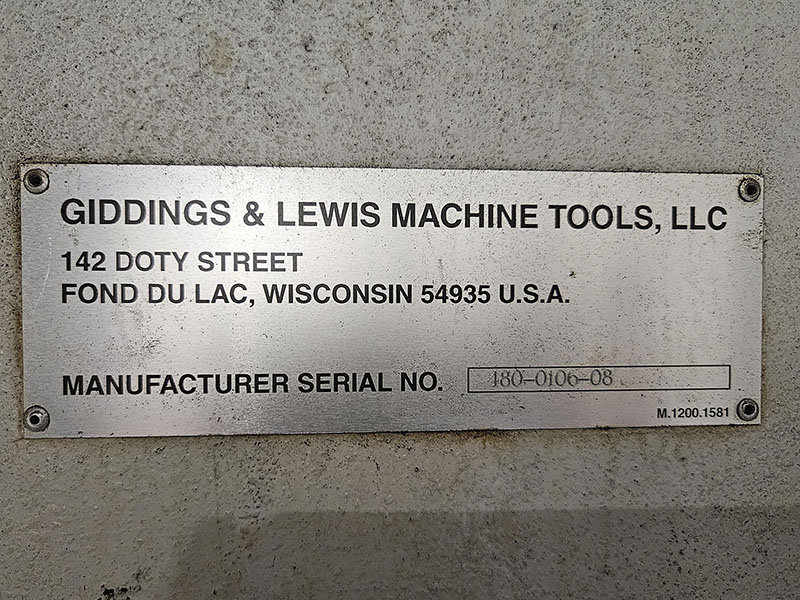 GIDDINGS & LEWIS MACHINE TOOLS, LLC
142 DOTY STREET
FOND DU LAC, WISCONSIN 54935 U.S.A.
MANUFACTURER SERIAL NO. 480-0106-08
M.1200.1581